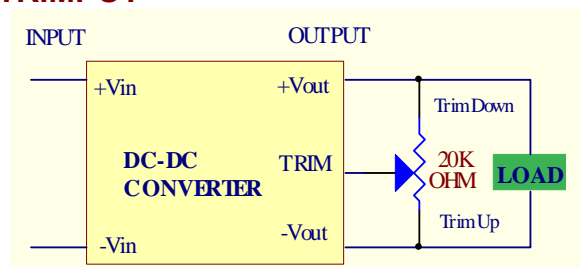 INPUT OUTPUT
+Vin +Vout
Trim Down
DC-DC TRIM 20K
CONVERTER OHM LOAD
Trim Up
-Vin -Vout